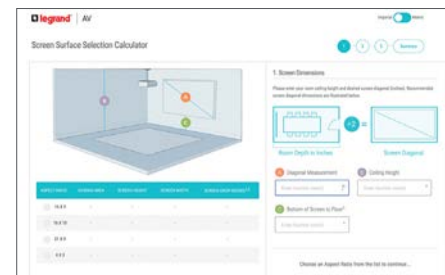 legrand | AV
Imperial
Metric
Screen Surface Selection Calculator
1
2
3
Summary
1. Screen Dimensions
Please enter your room ceiling height and desired screen diagonal (inches). Recommended
screen diagonal dimensions are illustrated below.
÷2 =
Room Depth in Inches
Screen Diagonal
A Diagonal Measurement
B Ceiling Height
C Bottom of Screen to Floor
ASPECT RATIO SCREEN AREA SCREEN HEIGHT SCREEN WIDTH
16 X 9
16 X 10
4 X 3
Choose an Aspect Ratio from the list to continue...